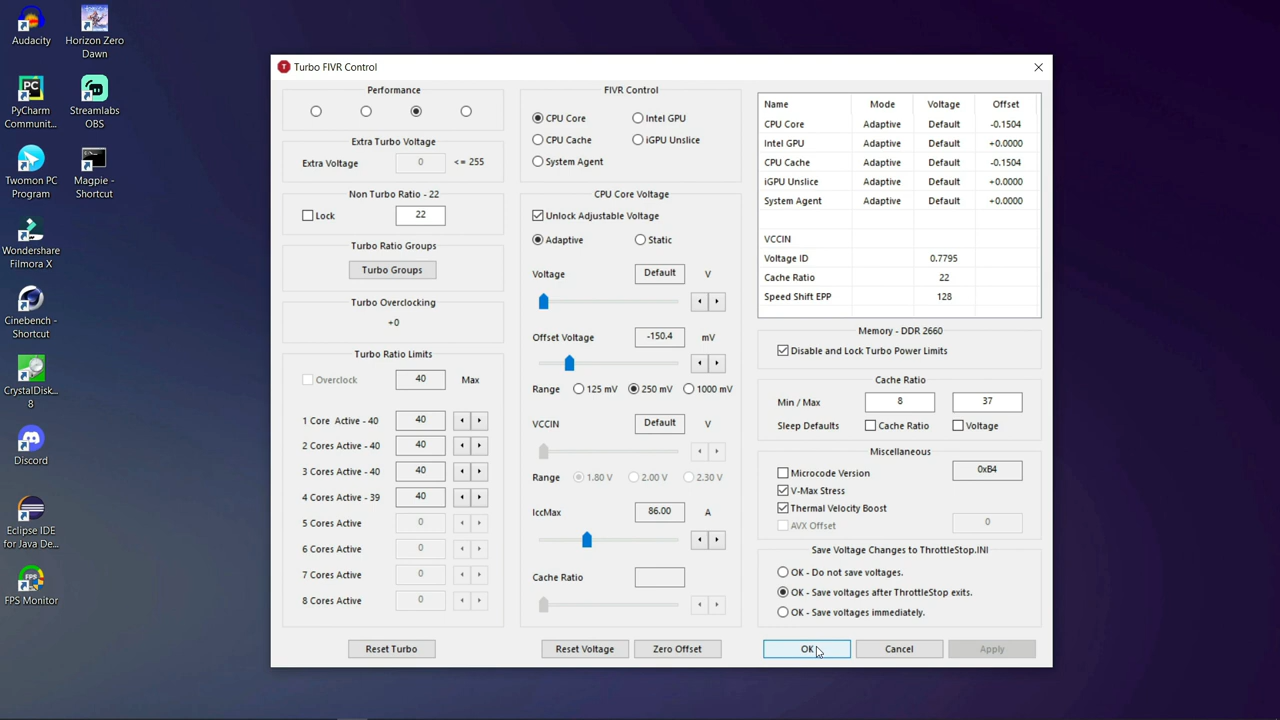 Audacity
Horizon Zero
Dawn
PyCharm
Communit...
Streamlabs
OBS
Twomon PC
Program
Magpie -
Shortcut
Wondershare
Filmora X
Cinebench -
Shortcut
CrystalDisk...
8
Discord
Eclipse IDE
for Java De...
FPS Monitor
Turbo FIVR Control
Performance
Extra Turbo Voltage
Extra Voltage 0 <= 255
Non Turbo Ratio - 22
Lock 22
Turbo Ratio Groups
Turbo Groups
Turbo Overclocking
+0
Turbo Ratio Limits
Overclock 40 Max
1 Core Active - 40 40
2 Cores Active - 40 40
3 Cores Active - 40 40
4 Cores Active - 39 40
5 Cores Active 0
6 Cores Active 0
7 Cores Active 0
8 Cores Active 0
Reset Turbo
FIVR Control
CPU Core Intel GPU
CPU Cache iGPU Unslice
System Agent
CPU Core Voltage
Unlock Adjustable Voltage
Adaptive Static
Voltage Default V
Offset Voltage -150.4 mV
Range 125 mV 250 mV 1000 mV
VCCIN Default V
Range 1.80 V 2.00 V 2.30 V
IccMax 86.00 A
Cache Ratio
Reset Voltage Zero Offset
Name Mode Voltage Offset
CPU Core Adaptive Default -0.1504
Intel GPU Adaptive Default +0.0000
CPU Cache Adaptive Default -0.1504
iGPU Unslice Adaptive Default +0.0000
System Agent Adaptive Default +0.0000
VCCIN
Voltage ID 0.7795
Cache Ratio 22
Speed Shift EPP 128
Memory - DDR 2660
Disable and Lock Turbo Power Limits
Cache Ratio
Min / Max 8 37
Sleep Defaults Cache Ratio Voltage
Miscellaneous
Microcode Version 0xB4
V-Max Stress
Thermal Velocity Boost
AVX Offset 0
Save Voltage Changes to ThrottleStop.INI
OK - Do not save voltages.
OK - Save voltages after ThrottleStop exits.
OK - Save voltages immediately.
OK Cancel Apply